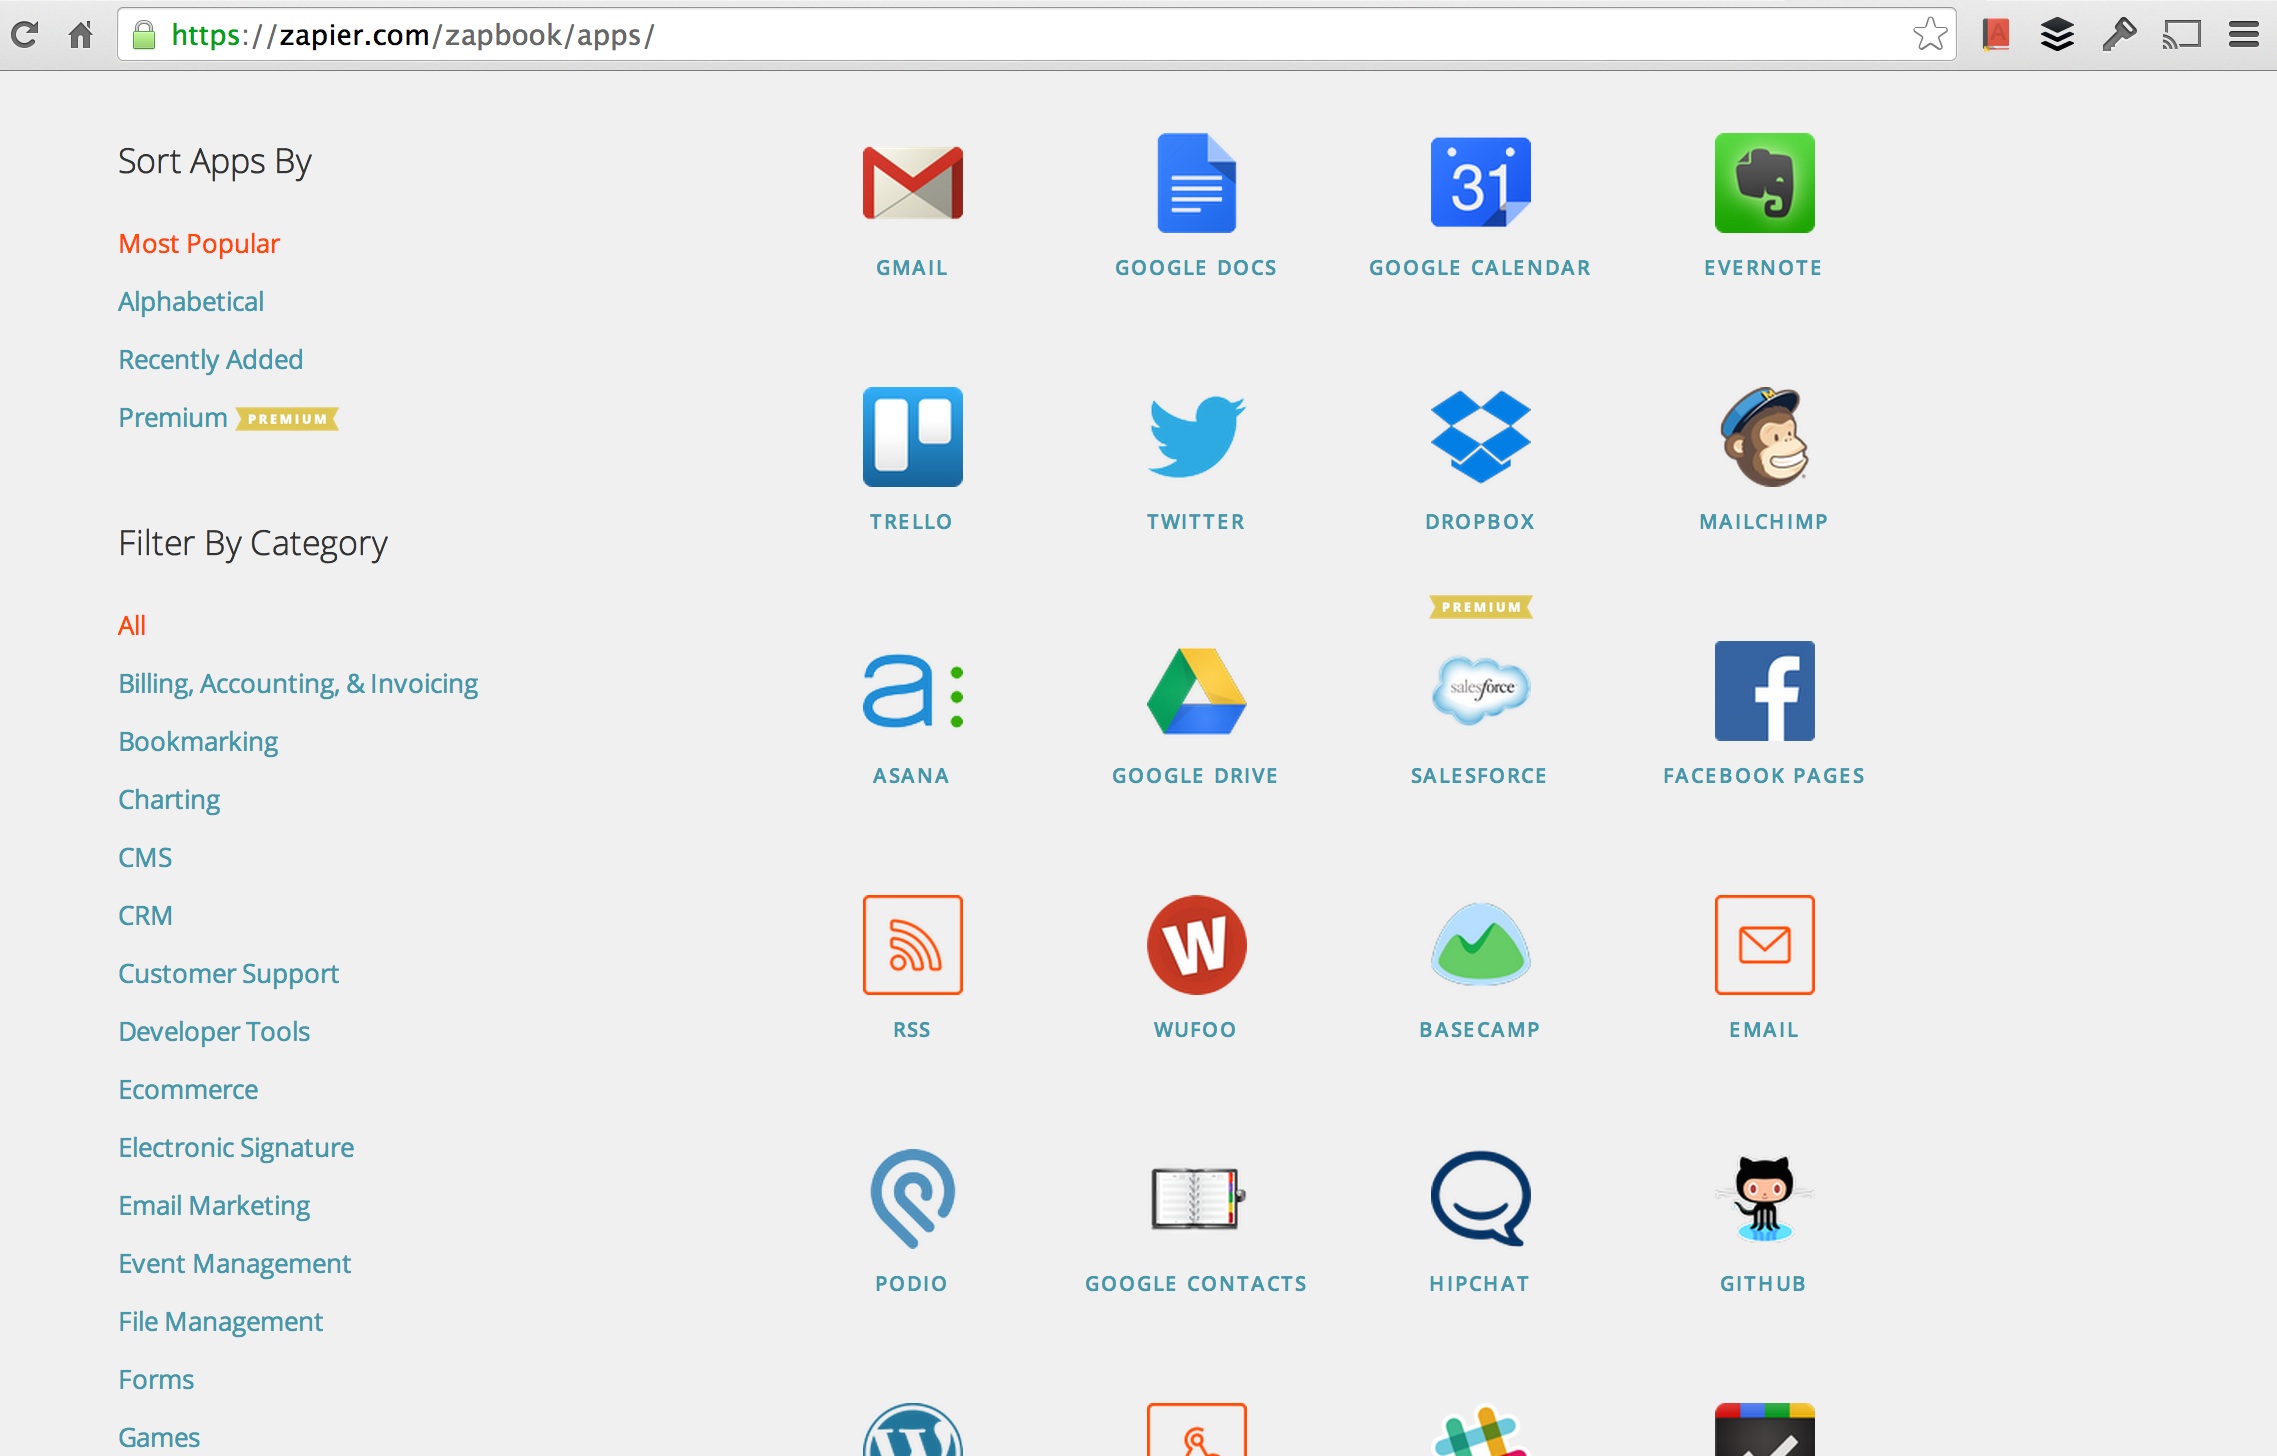 https://zapier.com/zapbook/apps/
Sort Apps By
Most Popular
Alphabetical
Recently Added
Premium PREMIUM
Filter By Category
All
Billing, Accounting, & Invoicing
Bookmarking
Charting
CMS
CRM
Customer Support
Developer Tools
Ecommerce
Electronic Signature
Email Marketing
Event Management
File Management
Forms
Games
31
GMAIL GOOGLE DOCS GOOGLE CALENDAR EVERNOTE
TRELLO TWITTER DROPBOX MAILCHIMP
PREMIUM
a: salesforce f
ASANA GOOGLE DRIVE SALESFORCE FACEBOOK PAGES
W
RSS WUFOO BASECAMP EMAIL
PODIO GOOGLE CONTACTS HIPCHAT GITHUB
W